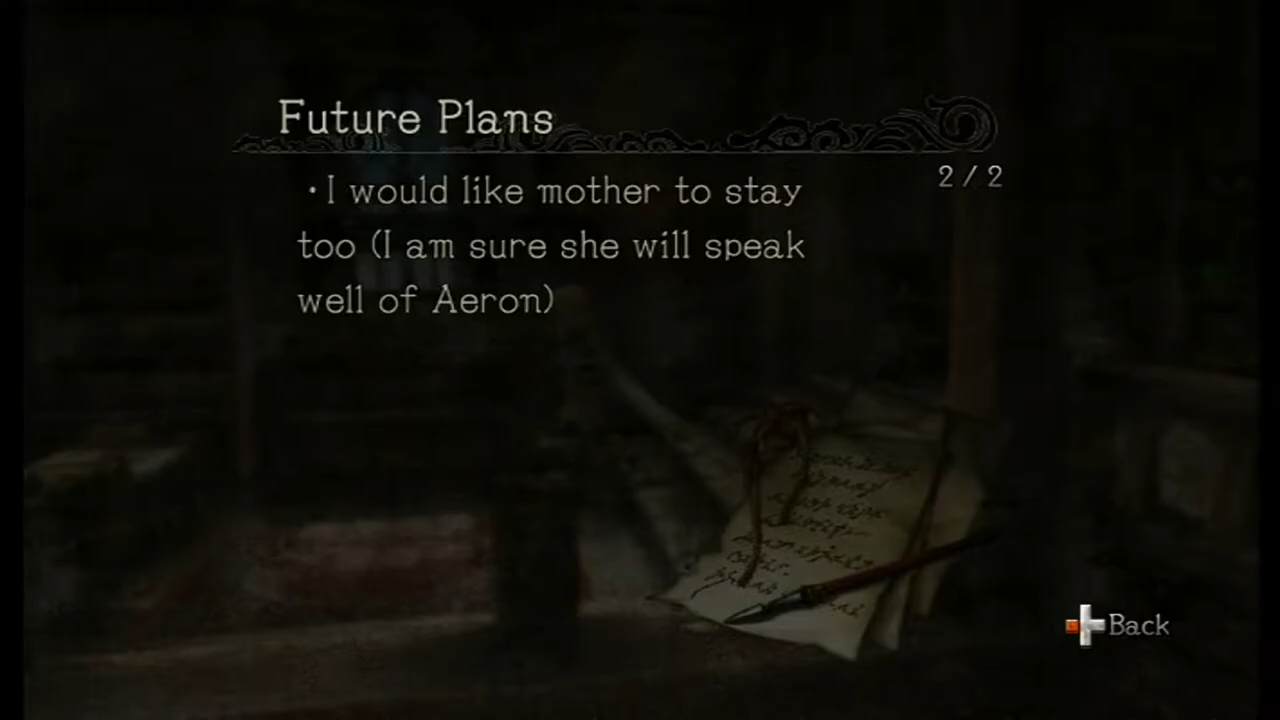 Future Plans
2/2
・I would like mother to stay
too (I am sure she will speak
well of Aeron)
Back